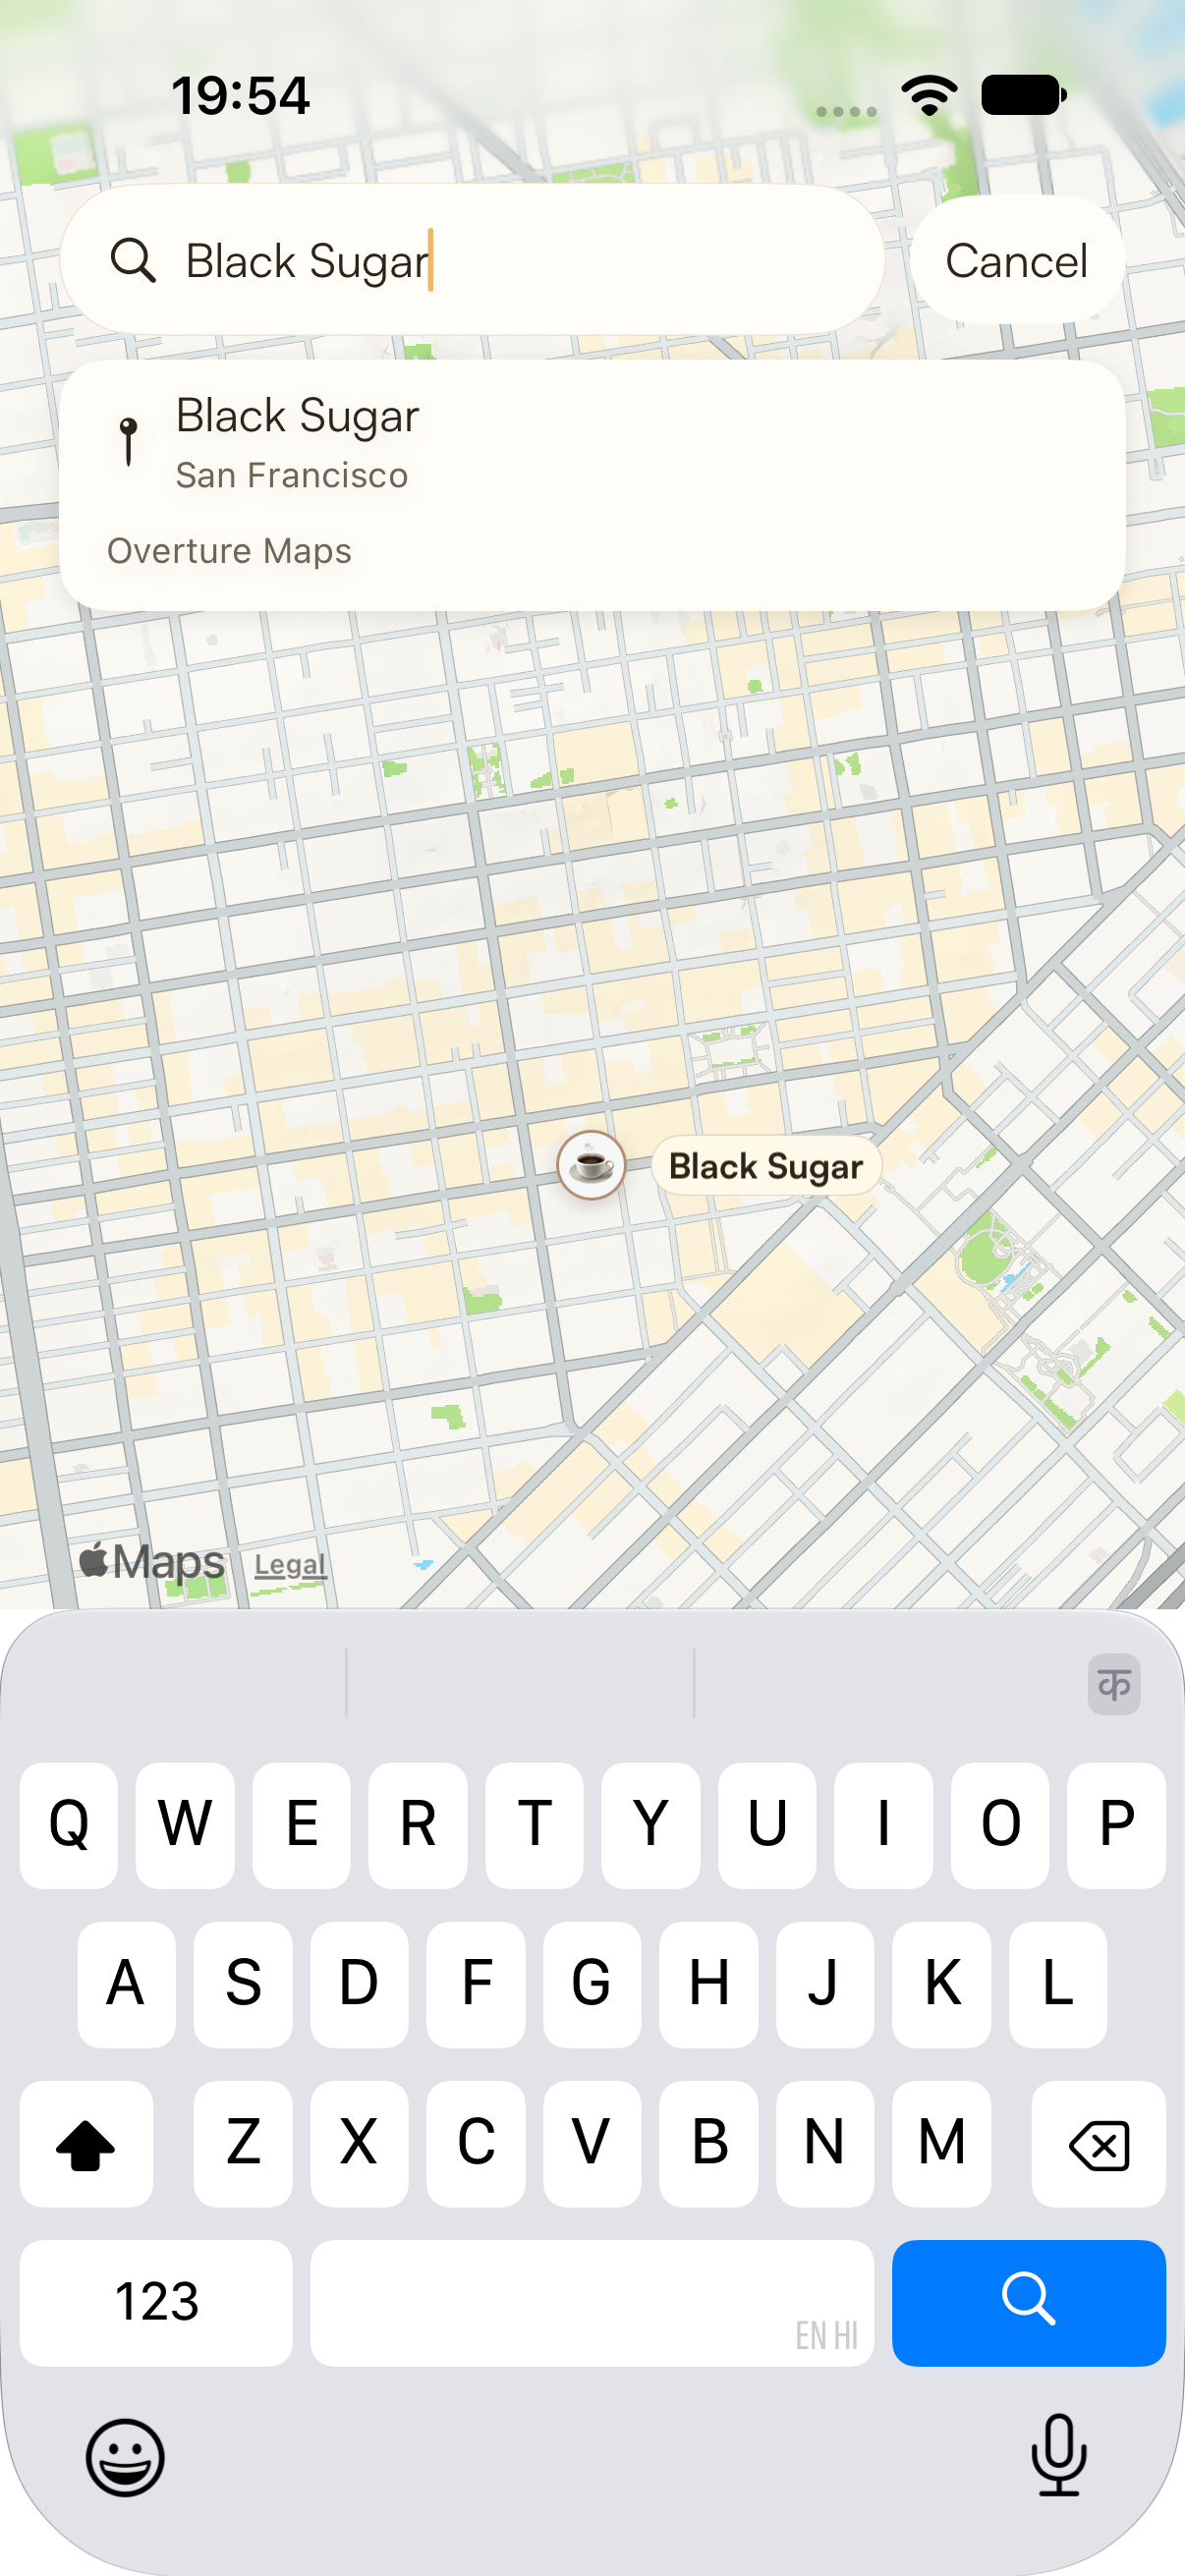 19:54
Black Sugar
Cancel
Black Sugar
San Francisco
Overture Maps
Black Sugar
Maps Legal
क
Q W E R T Y U I O P
A S D F G H J K L
Z X C V B N M
123
EN HI